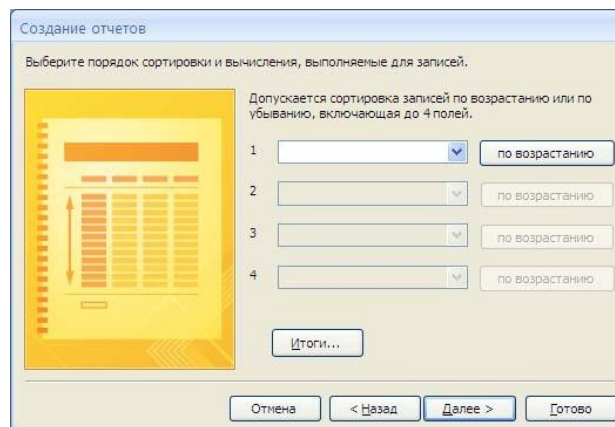 Создание отчетов
Выберите порядок сортировки и вычисления, выполняемые для записей.
Допускается сортировка записей по возрастанию или по
убыванию, включающая до 4 полей.
1 по возрастанию
2 по возрастанию
3 по возрастанию
4 по возрастанию
Итоги...
Отмена < Назад Далее > Готово